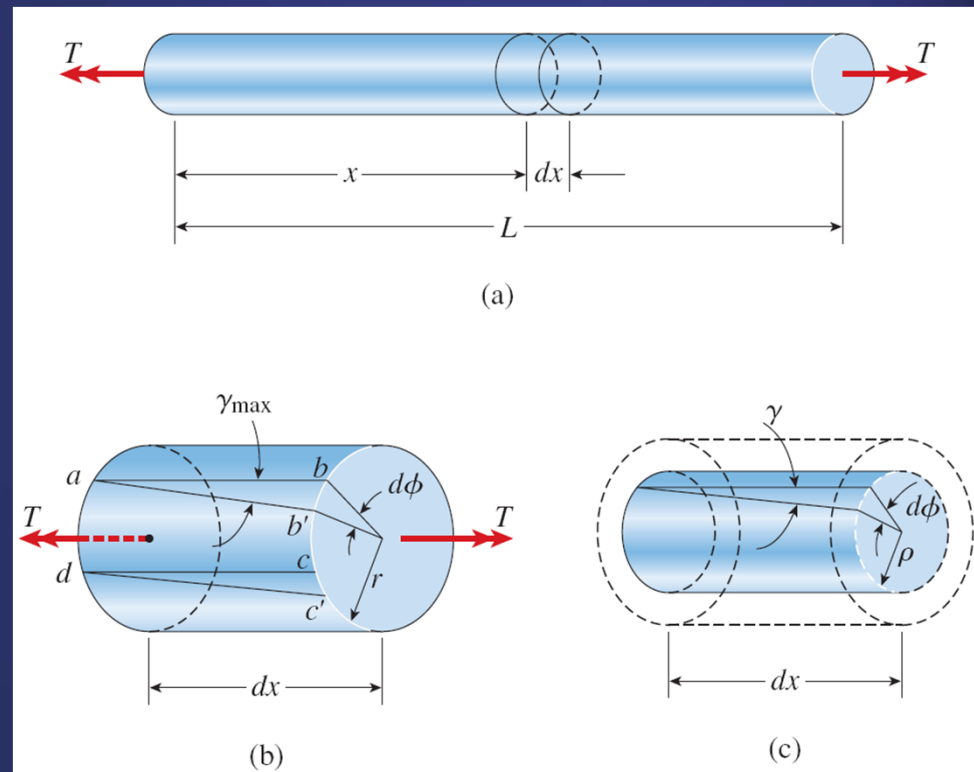 T T
x dx
L
(a)
γmax
a b dϕ
T b′ T
d c r
c′
dx
(b)
γ
dϕ
ρ
dx
(c)